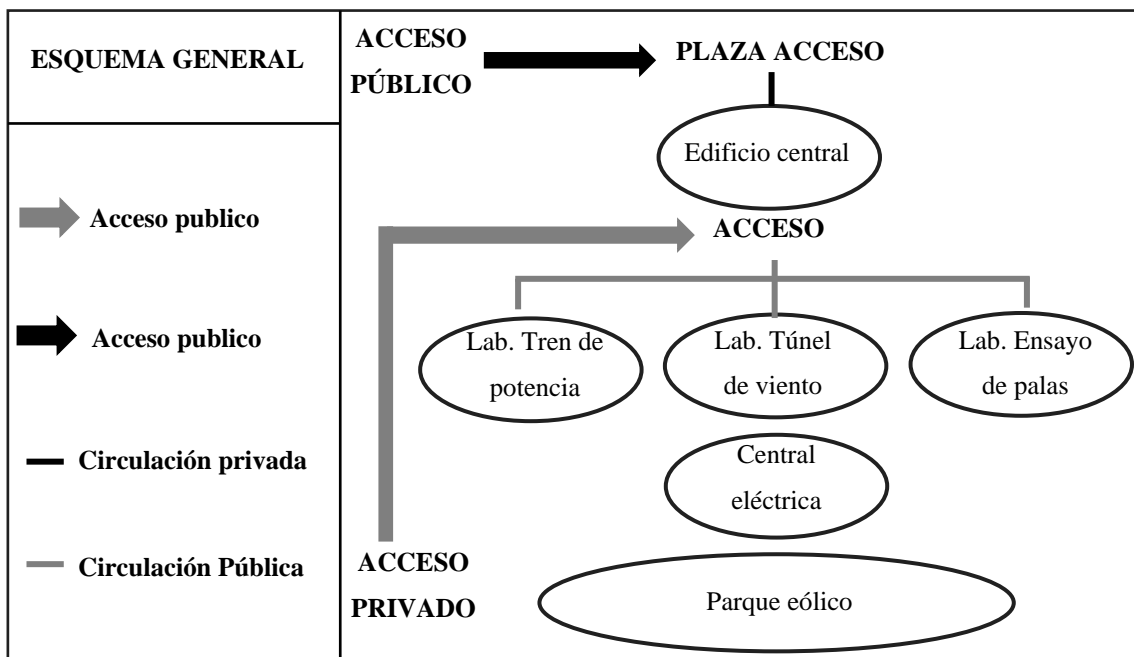 ESQUEMA GENERAL
Acceso publico
Acceso publico
Circulación privada
Circulación Pública
ACCESO
PÚBLICO
PLAZA ACCESO
Edificio central
ACCESO
Lab. Tren de
potencia
Lab. Túnel
de viento
Lab. Ensayo
de palas
Central
eléctrica
ACCESO
PRIVADO
Parque eólico